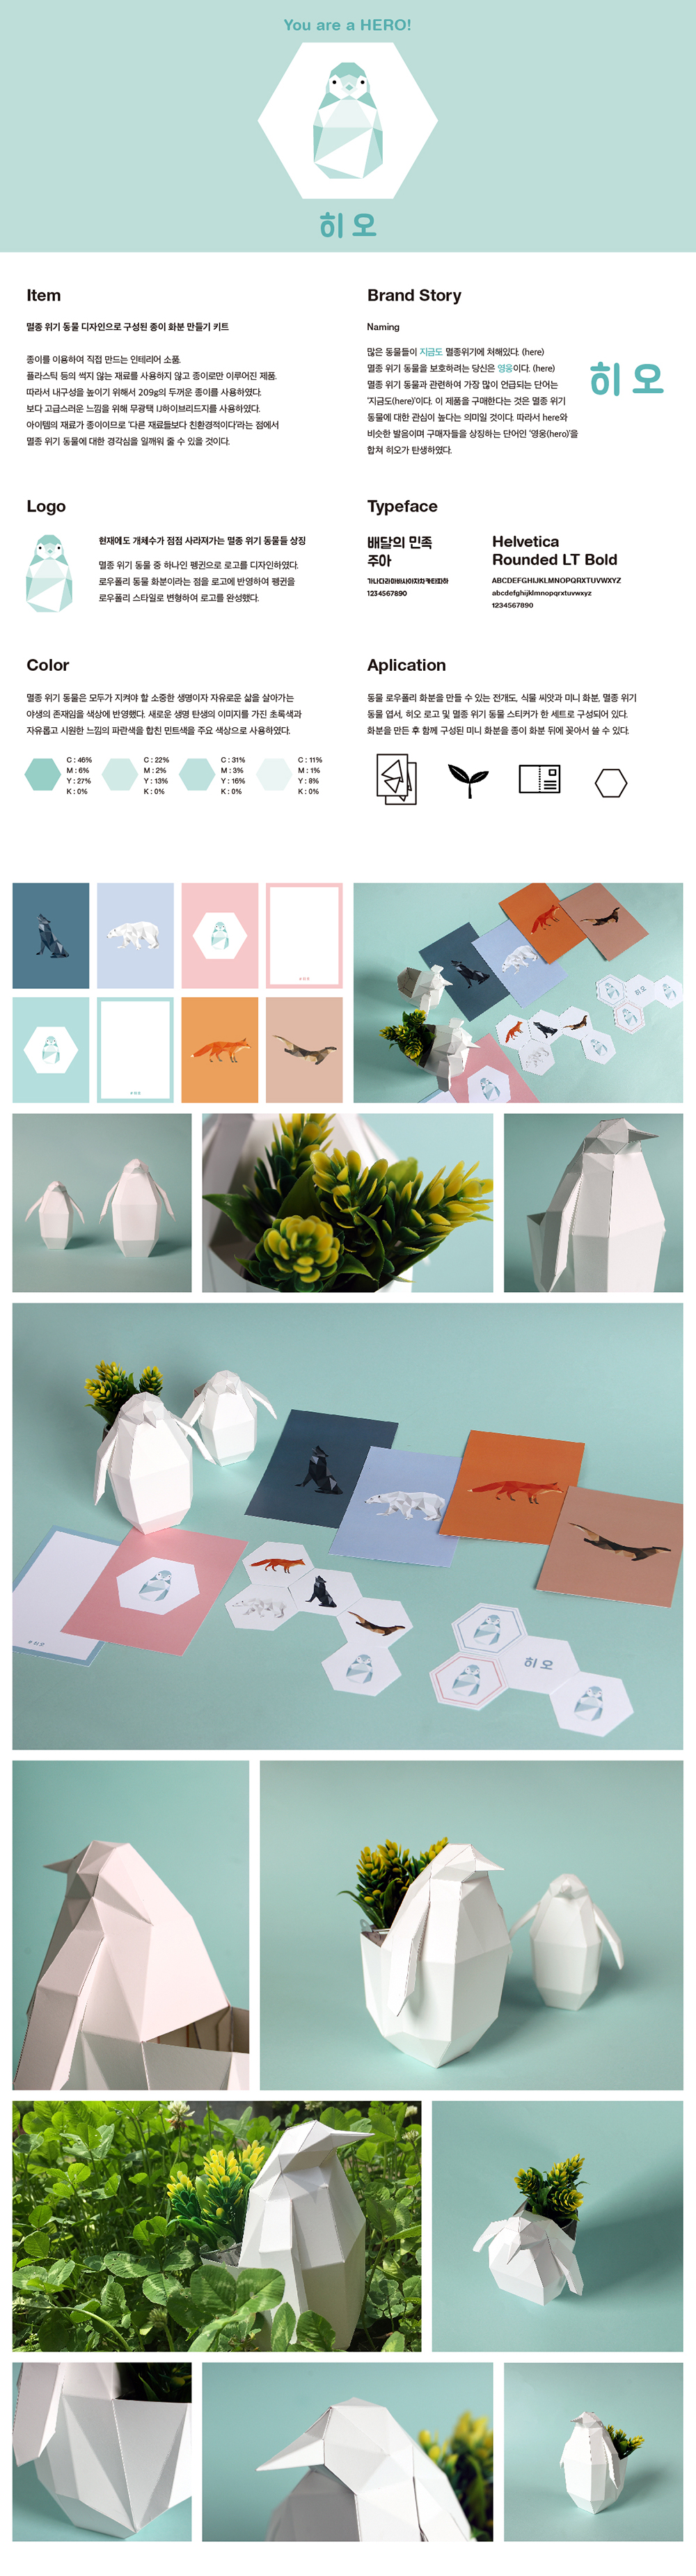 You are a HERO!
히오
Item
멸종 위기 동물 디자인으로 구성된 종이 화분 만들기 키트
종이를 이용하여 직접 만드는 인테리어 소품.
플라스틱 등의 썩지 않는 재료를 사용하지 않고 종이로만 이루어진 제품.
따라서 내구성을 높이기 위해서 209g의 두꺼운 종이를 사용하였다.
보다 고급스러운 느낌을 위해 무광택 IJ하이브리드지를 사용하였다.
아이템의 재료가 종이이므로 '다른 재료들보다 친환경적이다'라는 점에서
멸종 위기 동물에 대한 경각심을 일깨워 줄 수 있을 것이다.
Brand Story
Naming
많은 동물들이 지금도 멸종위기에 처해있다. (here)
멸종 위기 동물을 보호하려는 당신은 영웅이다. (here)
멸종 위기 동물과 관련하여 가장 많이 언급되는 단어는
'지금도(here)'이다. 이 제품을 구매한다는 것은 멸종 위기
동물에 대한 관심이 높다는 의미일 것이다. 따라서 here와
비슷한 발음이며 구매자들을 상징하는 단어인 '영웅(hero)'을
합쳐 히오가 탄생하였다.
히오
Logo
현재에도 개체수가 점점 사라져가는 멸종 위기 동물들 상징
멸종 위기 동물 중 하나인 펭귄으로 로고를 디자인하였다.
로우폴리 동물 화분이라는 점을 로고에 반영하여 펭귄을
로우폴리 스타일로 변형하여 로고를 완성했다.
Typeface
배달의 민족
주아
가나다라마바사아자차카타파하
1234567890
Helvetica
Rounded LT Bold
ABCDEFGHIJKLMNOPQRXTUVWXYZ
abcdefghijklmnopqrxtuvwxyz
1234567890
Color
멸종 위기 동물은 모두가 지켜야 할 소중한 생명이자 자유로운 삶을 살아가는
야생의 존재임을 색상에 반영했다. 새로운 생명 탄생의 이미지를 가진 초록색과
자유롭고 시원한 느낌의 파란색을 합친 민트색을 주요 색상으로 사용하였다.
C : 46%
M : 6%
Y : 27%
K : 0%
C : 22%
M : 2%
Y : 13%
K : 0%
C : 31%
M : 3%
Y : 16%
K : 0%
C : 11%
M : 1%
Y : 8%
K : 0%
Aplication
동물 로우폴리 화분을 만들 수 있는 전개도, 식물 씨앗과 미니 화분, 멸종 위기
동물 엽서, 히오 로고 및 멸종 위기 동물 스티커가 한 세트로 구성되어 있다.
화분을 만든 후 함께 구성된 미니 화분을 종이 화분 뒤에 꽂아서 쓸 수 있다.
#히오
#히오
히오
#히오
히오